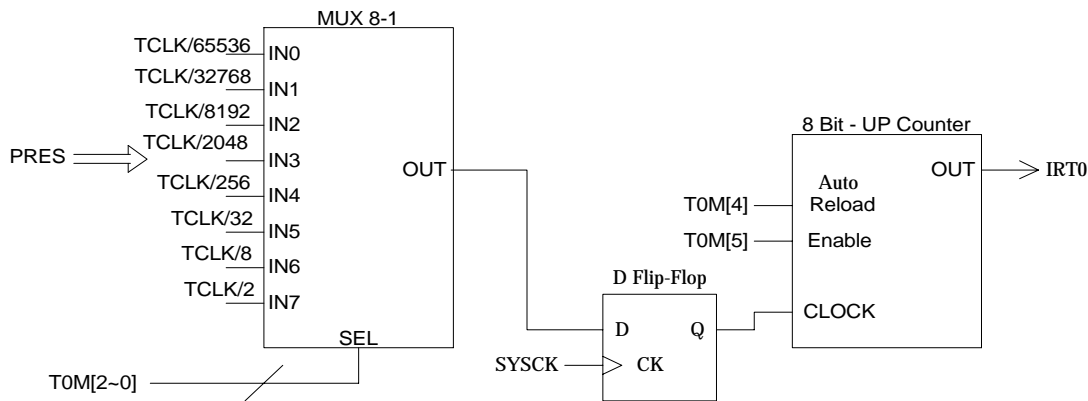 MUX 8-1
TCLK/65536
IN0
TCLK/32768
IN1
TCLK/8192
IN2
PRES
TCLK/2048
IN3
TCLK/256
IN4
TCLK/32
IN5
TCLK/8
IN6
TCLK/2
IN7
OUT
SEL
T0M[2~0]
D Flip-Flop
D
Q
SYSCK
CK
8 Bit - UP Counter
OUT
IRT0
T0M[4]
Auto
Reload
T0M[5]
Enable
CLOCK